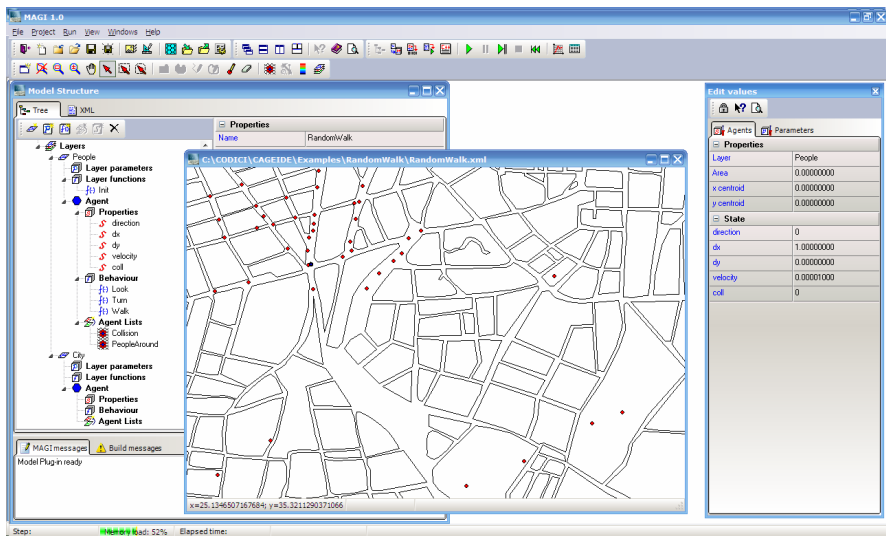 MAGI 1.0
File Project Run View Windows Help
Model Structure
Tree XML
Layers
People
Layer parameters
Layer functions
f() Init
Agent
Properties
direction
dx
dy
velocity
coll
Behaviour
f() Look
f() Turn
f() Walk
Agent Lists
Collision
PeopleAround
City
Layer parameters
Layer functions
Agent
Properties
Behaviour
Agent Lists
Properties
Name RandomWalk
C:\CODICI\CAGEIDE\Examples\RandomWalk\RandomWalk.xml
x=25.1346507167684; y=35.3211290371066
Edit values
Agents Parameters
Properties
Layer People
Area 0.00000000
x centroid 0.00000000
y centroid 0.00000000
State
direction 0
dx 1.00000000
dy 0.00000000
velocity 0.00001000
coll 0
MAGI messages Build messages
Model Plug-in ready
Step: Memory load: 52% Elapsed time: